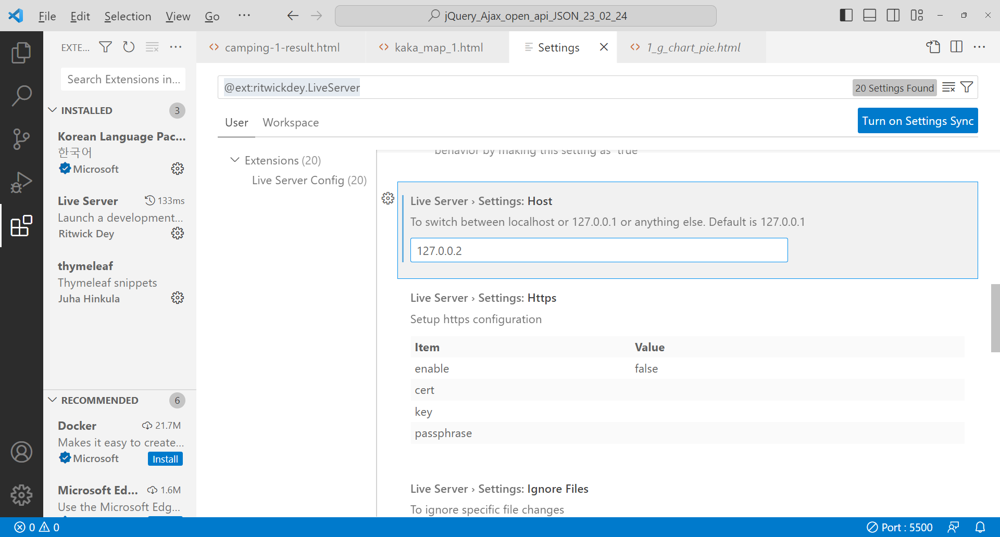 File Edit Selection View Go ··· jQuery_Ajax_open_api_JSON_23_02_24
EXTE...
camping-1-result.html kaka_map_1.html Settings 1_g_chart_pie.html
Search Extensions in...
@ext:ritwickdey.LiveServer 20 Settings Found
INSTALLED 3
User Workspace Turn on Settings Sync
Korean Language Pac...
한국어
Microsoft
Live Server 133ms
Launch a development...
Ritwick Dey
thymeleaf
Thymeleaf snippets
Juha Hinkula
RECOMMENDED 6
Docker 21.7M
Makes it easy to create...
Microsoft Install
Microsoft Ed... 1.6M
Use the Microsoft Edg...
Extensions (20)
Live Server Config (20)
behavior by making this setting as true
Live Server › Settings: Host
To switch between localhost or 127.0.0.1 or anything else. Default is 127.0.0.1
127.0.0.2
Live Server › Settings: Https
Setup https configuration
Item Value
enable false
cert
key
passphrase
Live Server › Settings: Ignore Files
To ignore specific file changes
0 0 Port : 5500